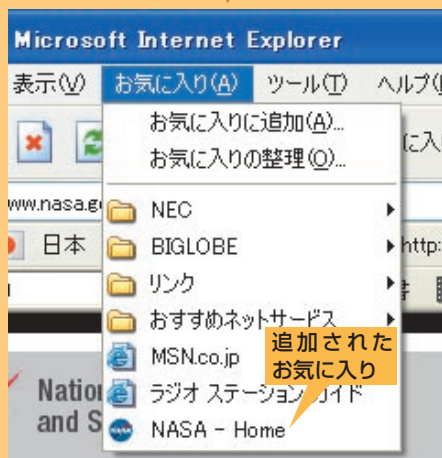 Microsoft Internet Explorer
表示(V) お気に入り(A) ツール(T) ヘルプ(
お気に入りに追加(A)...
お気に入りの整理(O)...
に入
ww.nasa.g
NEC
日本
BIGLOBE
http:
リンク
おすすめネットサービス
追加された
お気に入り
MSN.co.jp
ラジオ ステーション ガイド
Natio
and S
NASA - Home